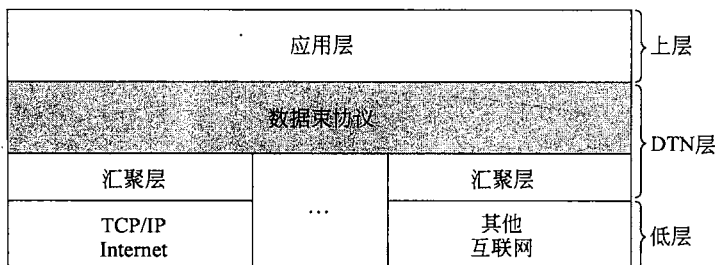 应用层
上层
数据束协议
DTN层
汇聚层
汇聚层
TCP/IP
Internet
…
其他
互联网
低层